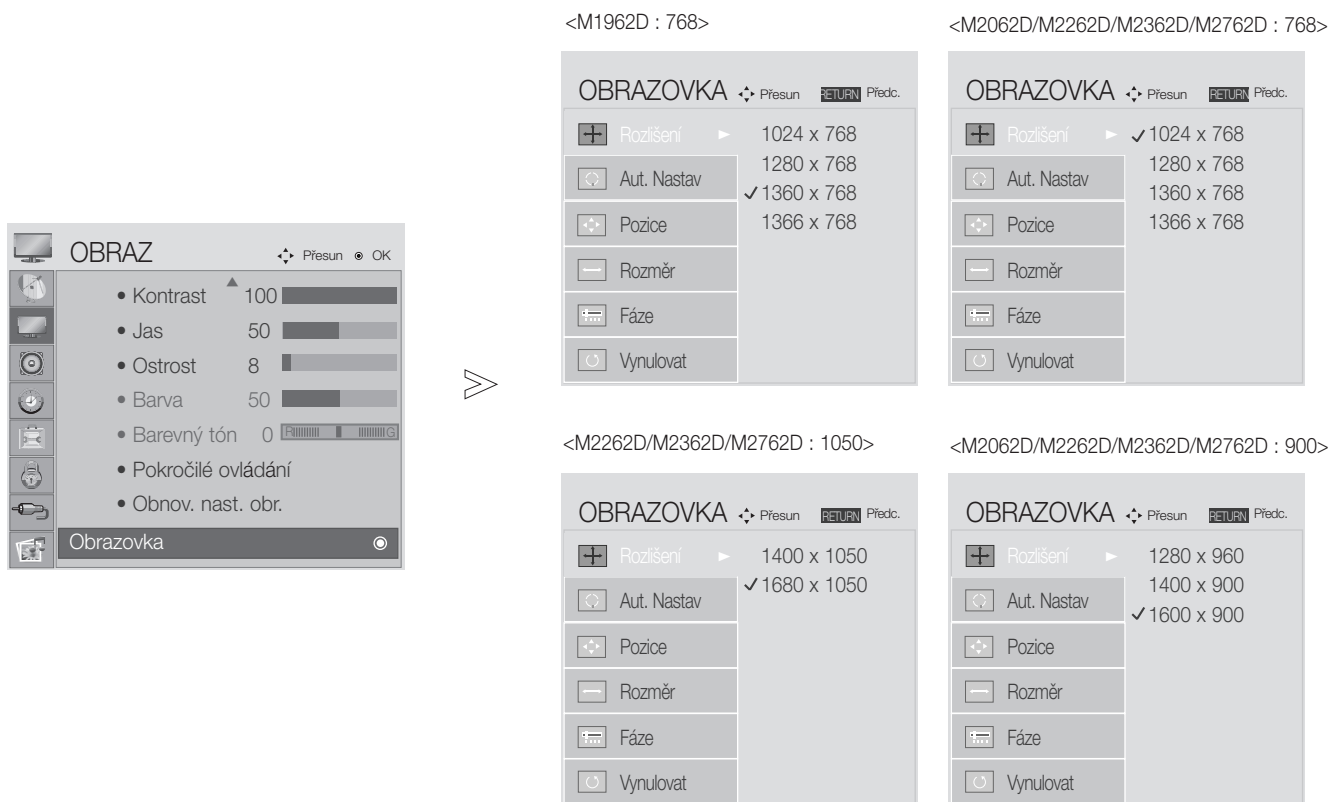 OBRAZ Přesun OK
• Kontrast 100
• Jas 50
• Ostrost 8
• Barva 50
• Barevný tón 0 R G
• Pokročilé ovládání
• Obnov. nast. obr.
Obrazovka
<M1962D : 768>
OBRAZOVKA Přesun RETURN Předc.
Rozlišení 1024 x 768
1280 x 768
Aut. Nastav
✓1360 x 768
Pozice 1366 x 768
Rozměr
Fáze
Vynulovat
<M2062D/M2262D/M2362D/M2762D : 768>
OBRAZOVKA Přesun RETURN Předc.
Rozlišení ✓1024 x 768
1280 x 768
Aut. Nastav
1360 x 768
Pozice 1366 x 768
Rozměr
Fáze
Vynulovat
<M2262D/M2362D/M2762D : 1050>
OBRAZOVKA Přesun RETURN Předc.
Rozlišení 1400 x 1050
✓1680 x 1050
Aut. Nastav
Pozice
Rozměr
Fáze
Vynulovat
<M2062D/M2262D/M2362D/M2762D : 900>
OBRAZOVKA Přesun RETURN Předc.
Rozlišení 1280 x 960
1400 x 900
Aut. Nastav
✓1600 x 900
Pozice
Rozměr
Fáze
Vynulovat